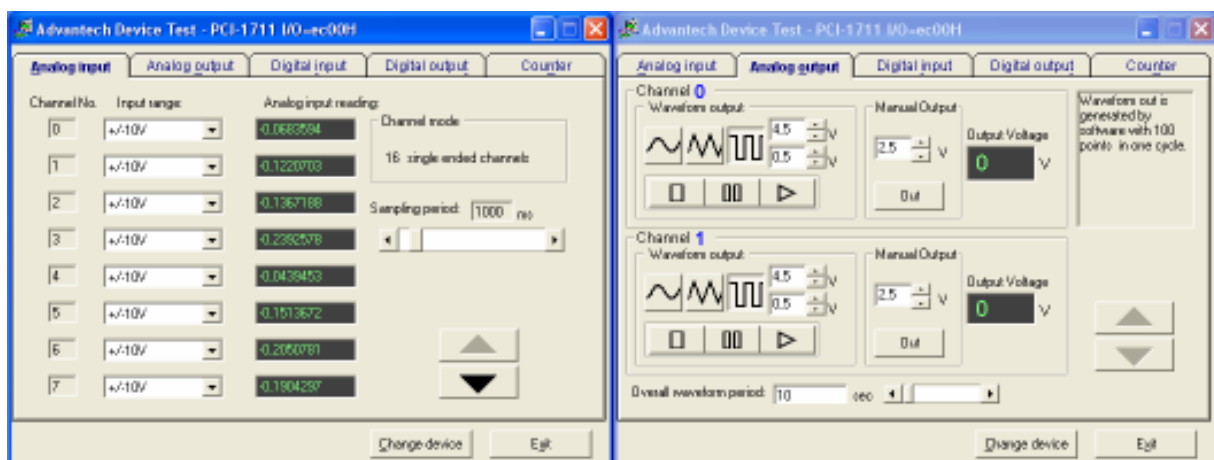 Advantech Device Test - PCI-1711 I/O=ec00H
Analog input Analog output Digital input Digital output Counter
Channel No. Input range: Analog input reading:
0 +/-10V -0.0683594
1 +/-10V -0.1220703
2 +/-10V -0.1367188
3 +/-10V -0.2392578
4 +/-10V -0.0439453
5 +/-10V -0.1513672
6 +/-10V -0.2050781
7 +/-10V -0.1904297
Channel mode
16 single ended channels
Sampling period: 1000 ms
Change device Exit
Advantech Device Test - PCI-1711 I/O=ec00H
Analog input Analog output Digital input Digital output Counter
Channel 0
Waveform output
4.5 V
0.5 V
Manual Output
2.5 V
Out
Output Voltage
0 V
Waveform out is
generated by
software with 100
points in one cycle.
Channel 1
Waveform output
4.5 V
0.5 V
Manual Output
2.5 V
Out
Output Voltage
0 V
Overall waveform period: 10 sec
Change device Exit